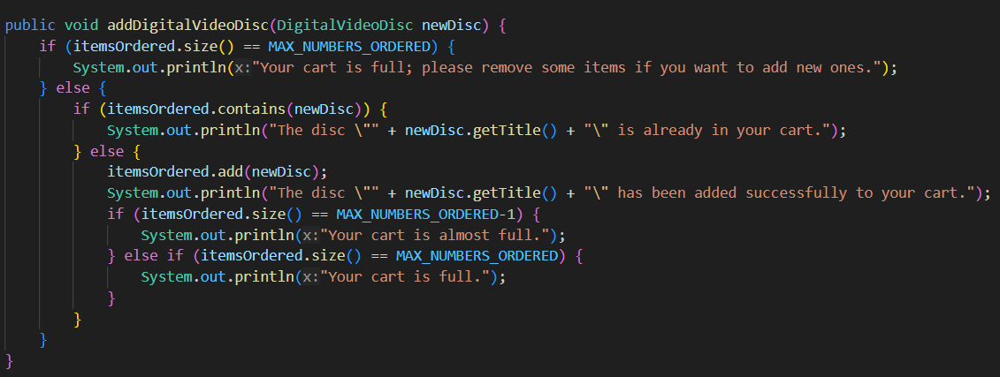 public void addDigitalVideoDisc(DigitalVideoDisc newDisc) {
    if (itemsOrdered.size() == MAX_NUMBERS_ORDERED) {
        System.out.println(x:"Your cart is full; please remove some items if you want to add new ones.");
    } else {
        if (itemsOrdered.contains(newDisc)) {
            System.out.println("The disc \"" + newDisc.getTitle() + "\" is already in your cart.");
        } else {
            itemsOrdered.add(newDisc);
            System.out.println("The disc \"" + newDisc.getTitle() + "\" has been added successfully to your cart.");
            if (itemsOrdered.size() == MAX_NUMBERS_ORDERED-1) {
                System.out.println(x:"Your cart is almost full.");
            } else if (itemsOrdered.size() == MAX_NUMBERS_ORDERED) {
                System.out.println(x:"Your cart is full.");
            }
        }
    }
}